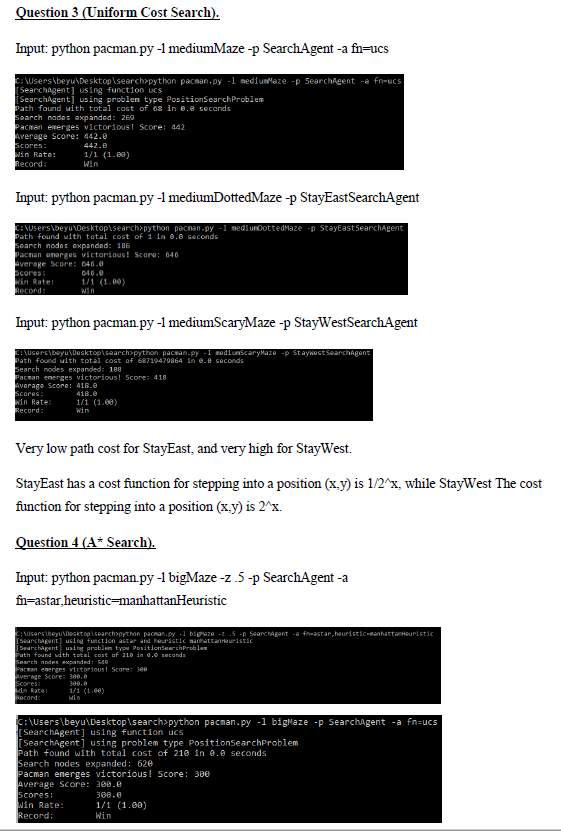 Question 3 (Uniform Cost Search).
Input: python pacman.py -l mediumMaze -p SearchAgent -a fn=ucs
C:\Users\beyu\Desktop\search>python pacman.py -l mediumMaze -p SearchAgent -a fn=ucs
[SearchAgent] using function ucs
[SearchAgent] using problem type PositionSearchProblem
Path found with total cost of 68 in 0.0 seconds
Search nodes expanded: 269
Pacman emerges victorious! Score: 442
Average Score: 442.0
Scores: 442.0
Win Rate: 1/1 (1.00)
Record: Win
Input: python pacman.py -l mediumDottedMaze -p StayEastSearchAgent
C:\Users\beyu\Desktop\search>python pacman.py -l mediumDottedMaze -p StayEastSearchAgent
Path found with total cost of 1 in 0.0 seconds
Search nodes expanded: 186
Pacman emerges victorious! Score: 646
Average Score: 646.0
Scores: 646.0
Win Rate: 1/1 (1.00)
Record: Win
Input: python pacman.py -l mediumScaryMaze -p StayWestSearchAgent
C:\Users\beyu\Desktop\search>python pacman.py -l mediumScaryMaze -p StayWestSearchAgent
Path found with total cost of 68719479864 in 0.0 seconds
Search nodes expanded: 108
Pacman emerges victorious! Score: 418
Average Score: 418.0
Scores: 418.0
Win Rate: 1/1 (1.00)
Record: Win
Very low path cost for StayEast, and very high for StayWest.
StayEast has a cost function for stepping into a position (x,y) is 1/2^x, while StayWest The cost
function for stepping into a position (x,y) is 2^x.
Question 4 (A* Search).
Input: python pacman.py -l bigMaze -z .5 -p SearchAgent -a
fn=astar,heuristic=manhattanHeuristic
C:\Users\beyu\Desktop\search>python pacman.py -l bigMaze -z .5 -p SearchAgent -a fn=astar,heuristic=manhattanHeuristic
[SearchAgent] using function astar and heuristic manhattanHeuristic
[SearchAgent] using problem type PositionSearchProblem
Path found with total cost of 210 in 0.0 seconds
Search nodes expanded: 549
Pacman emerges victorious! Score: 300
Average Score: 300.0
Scores: 300.0
Win Rate: 1/1 (1.00)
Record: Win
C:\Users\beyu\Desktop\search>python pacman.py -l bigMaze -p SearchAgent -a fn=ucs
[SearchAgent] using function ucs
[SearchAgent] using problem type PositionSearchProblem
Path found with total cost of 210 in 0.0 seconds
Search nodes expanded: 620
Pacman emerges victorious! Score: 300
Average Score: 300.0
Scores: 300.0
Win Rate: 1/1 (1.00)
Record: Win